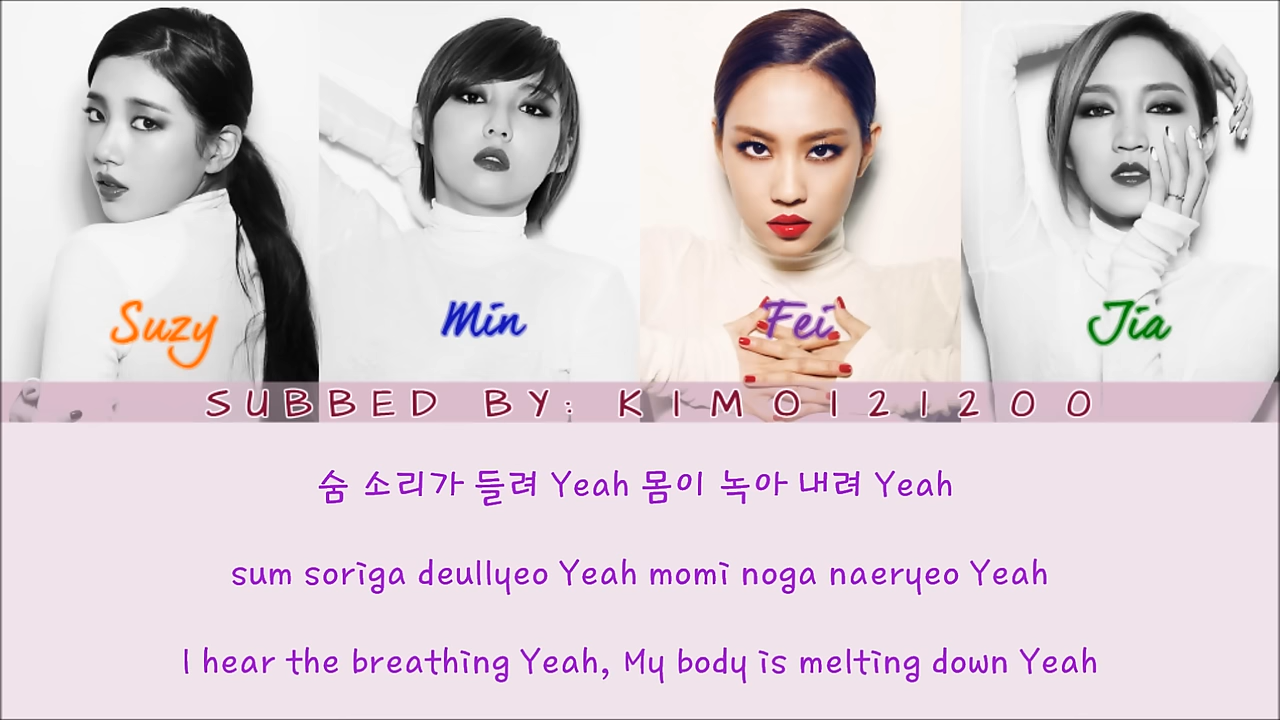 Suzy
Min
Fei
Jia
SUBBED BY: KIMO121200
숨 소리가 들려 Yeah 몸이 녹아 내려 Yeah
sum soriga deullyeo Yeah momi noga naeryeo Yeah
I hear the breathing Yeah, My body is melting down Yeah